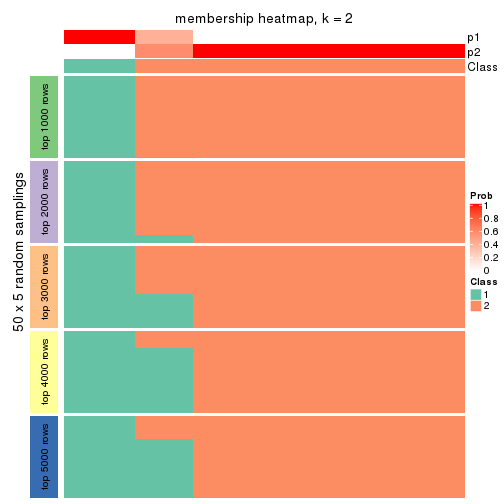 membership heatmap, k = 2
p1
p2
Class
50 x 5 random samplings
top 1000 rows
top 2000 rows
top 3000 rows
top 4000 rows
top 5000 rows
Prob
1
0.8
0.6
0.4
0.2
0
Class
1
2